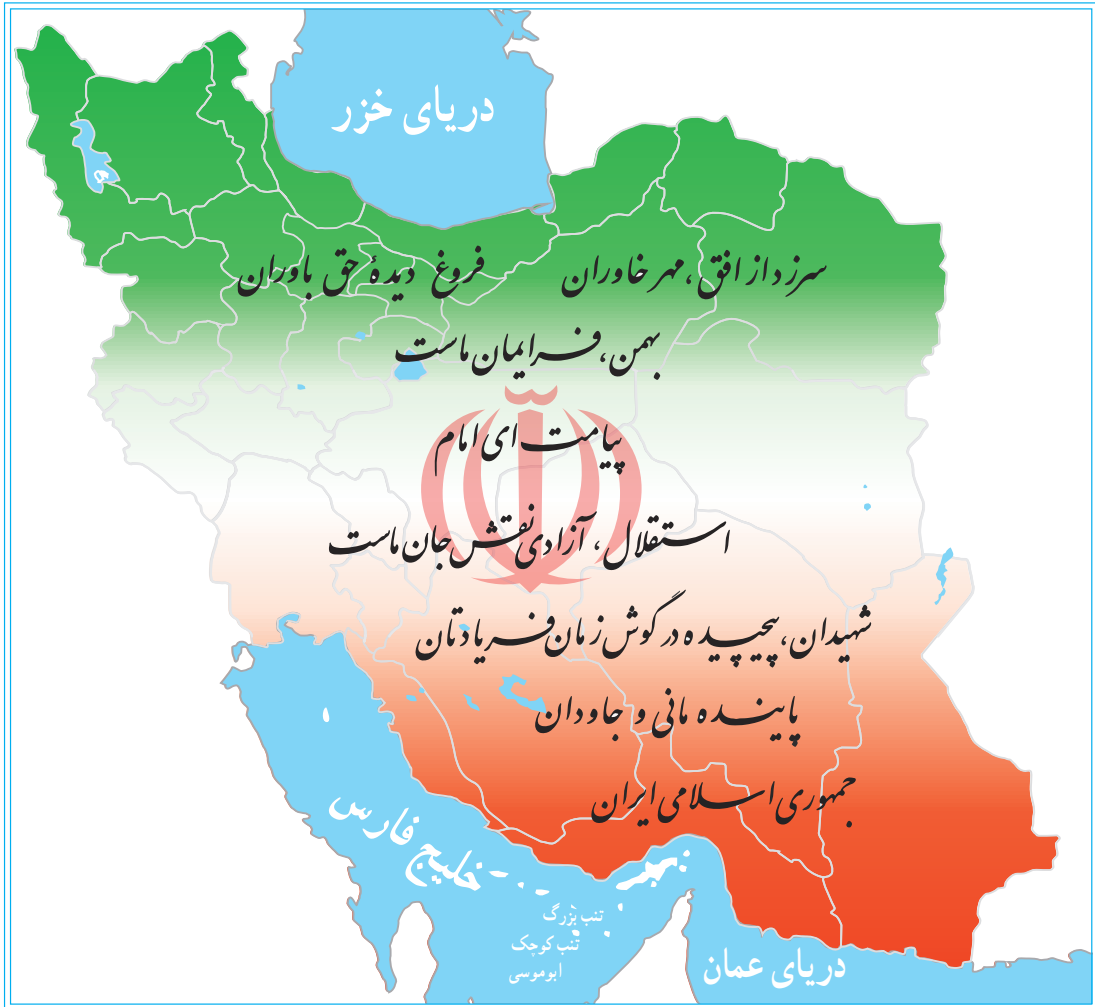 دریای خزر
سرزد از افق، مهر خاوران فروغ دیدهٔ حق باوران
بهمن، فر ایمان ماست
پیامت ای امام
استقلال، آزادی نقش جان ماست
شهیدان، پیچیده در گوش زمان فریادتان
پاینده مانی و جاودان
جمهوری اسلامی ایران
خلیج فارس
تنب بزرگ
تنب کوچک
ابوموسی
دریای عمان